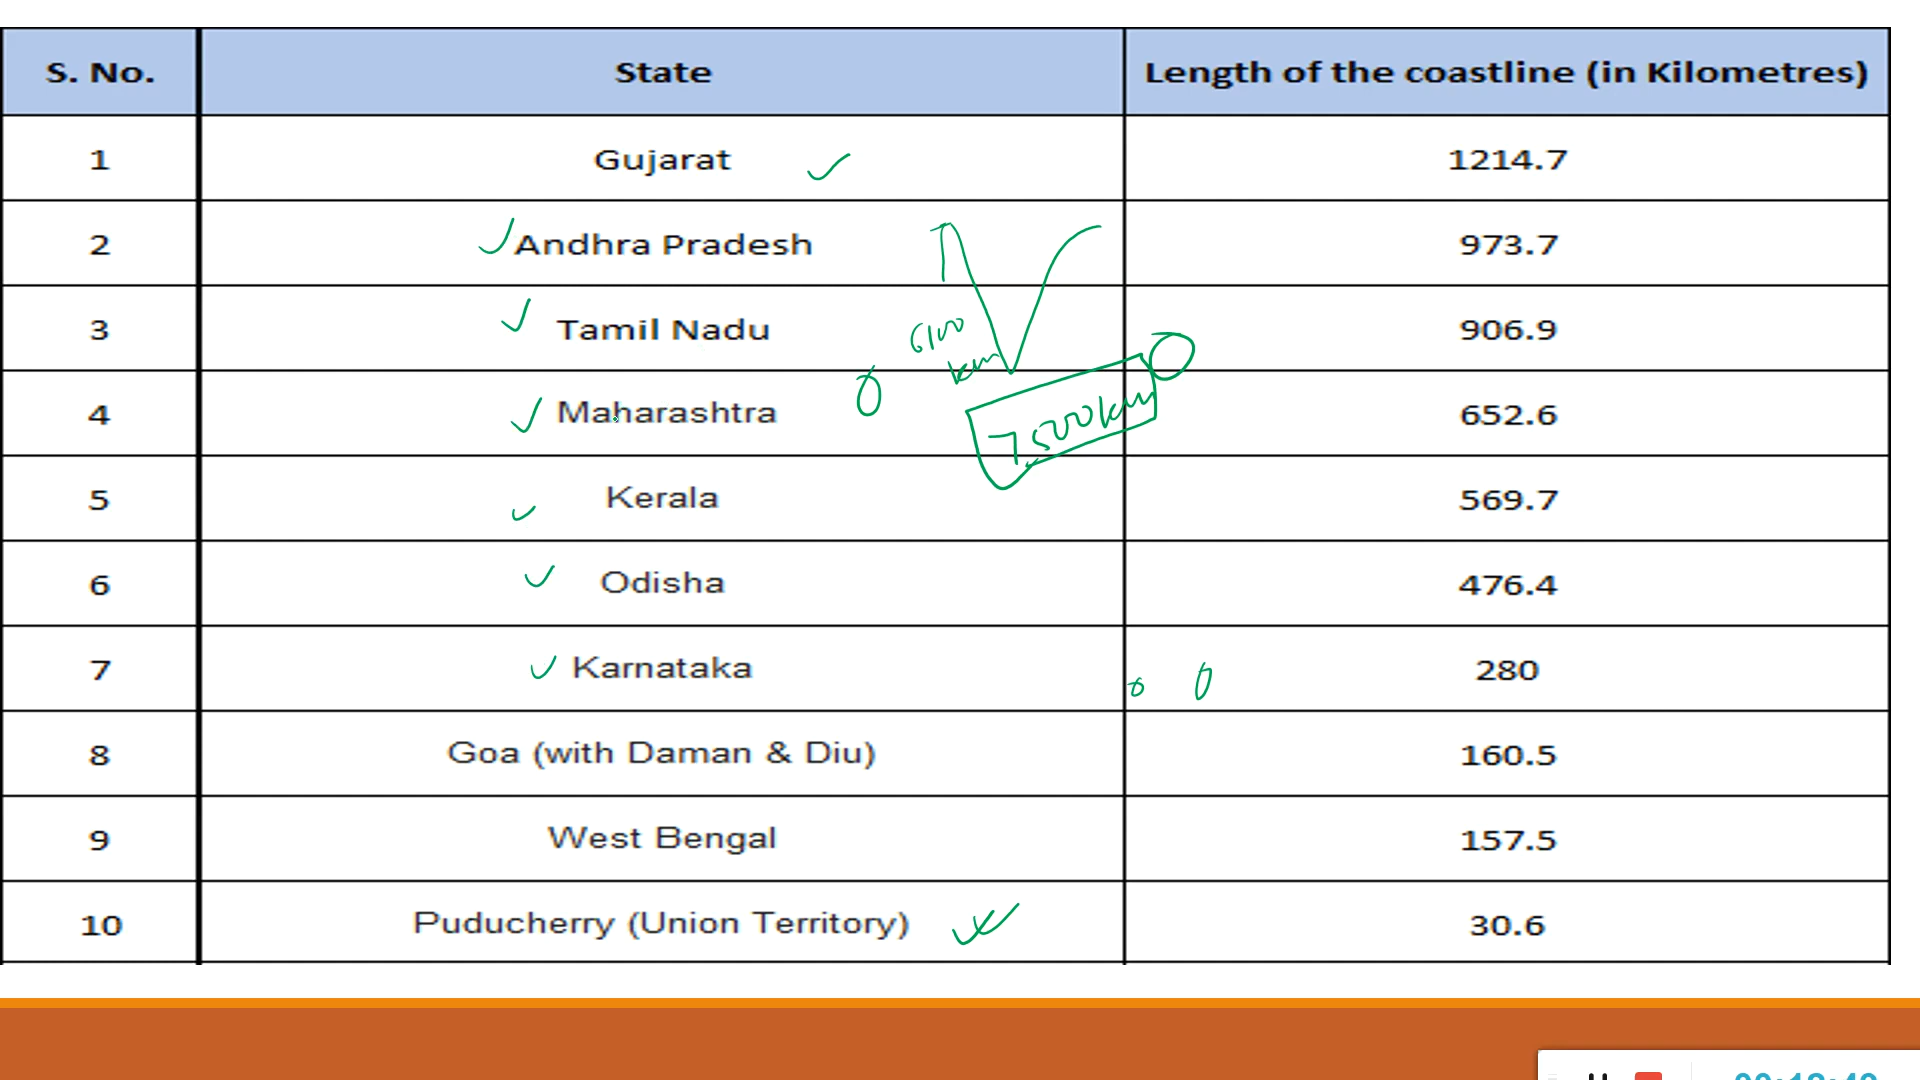 S. No. State Length of the coastline (in Kilometres)
1 Gujarat 1214.7
2 Andhra Pradesh 973.7
3 Tamil Nadu 906.9
6100
km
4 Maharashtra 652.6
7,500km
5 Kerala 569.7
6 Odisha 476.4
7 Karnataka 280
8 Goa (with Daman & Diu) 160.5
9 West Bengal 157.5
10 Puducherry (Union Territory) 30.6